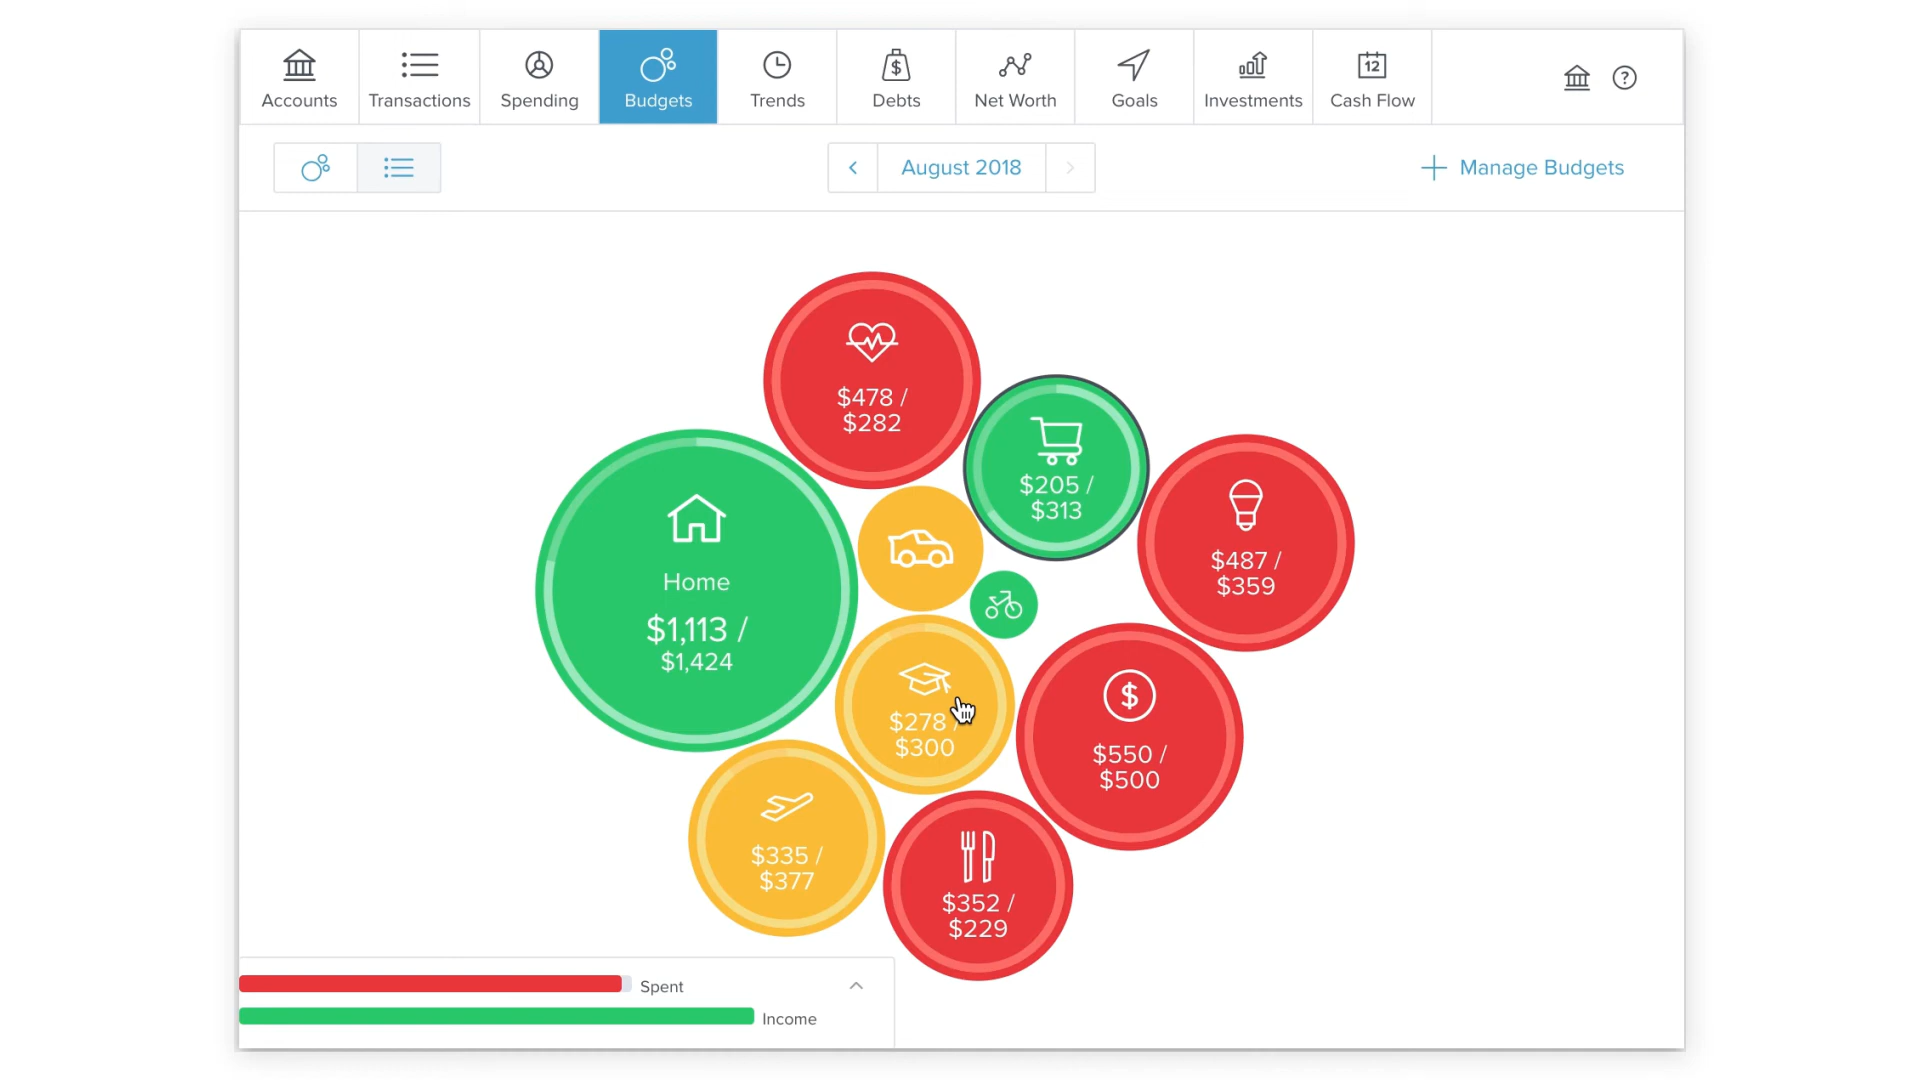 Accounts
Transactions
Spending
Budgets
Trends
Debts
Net Worth
Goals
12
Investments
Cash Flow
?
August 2018
Manage Budgets
$478 /
$282
$205 /
$313
$487 /
$359
Home
$1,113 /
$1,424
$278 /
$300
$
$550 /
$500
$335 /
$377
$352 /
$229
Spent
Income